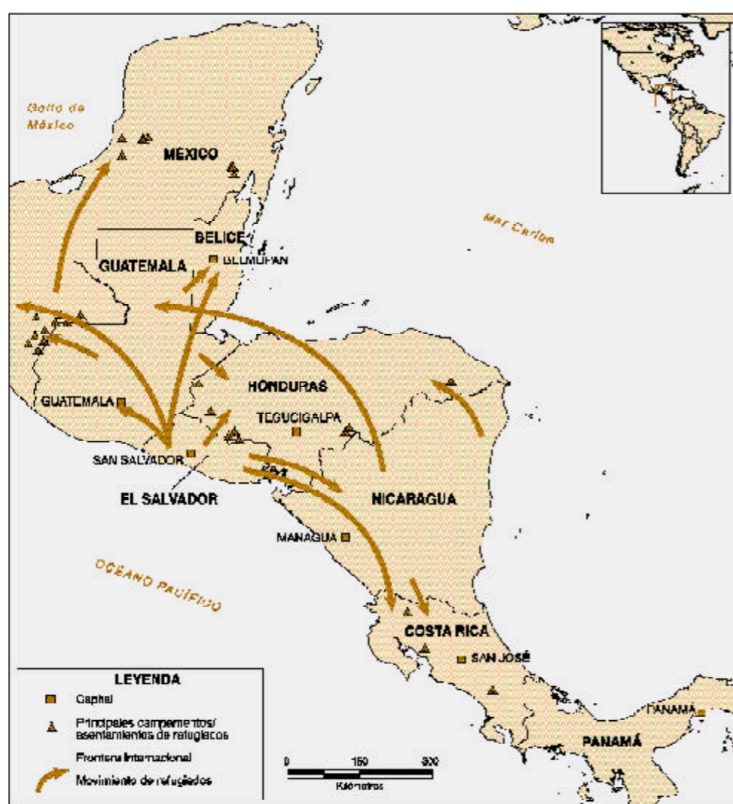 Golfo de
México
MÉXICO
Mar Caribe
BELICE
BELMOPAN
GUATEMALA
HONDURAS
GUATEMALA
TEGUCIGALPA
SAN SALVADOR
EL SALVADOR
NICARAGUA
MANAGUA
OCEANO PACÍFICO
COSTA RICA
SAN JOSÉ
PANAMÁ
PANAMÁ
LEYENDA
Capital
Principales campamentos/
asentamientos de refugiados
Frontera Internacional
Movimiento de refugiados
0 150 300
Kilómetros